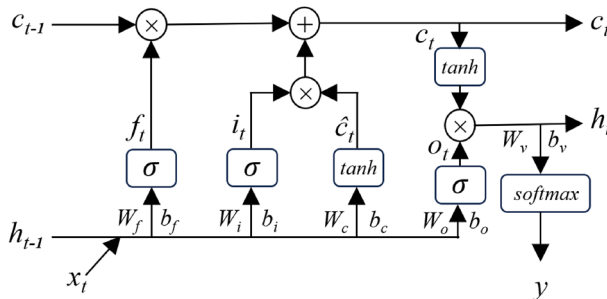 c_{t-1} × + c_t
c_t
tanh
×
f_t i_t ĉ_t o_t × h_t
W_v b_v
σ σ tanh σ softmax
W_f b_f W_i b_i W_c b_c W_o b_o
h_{t-1}
x_t y